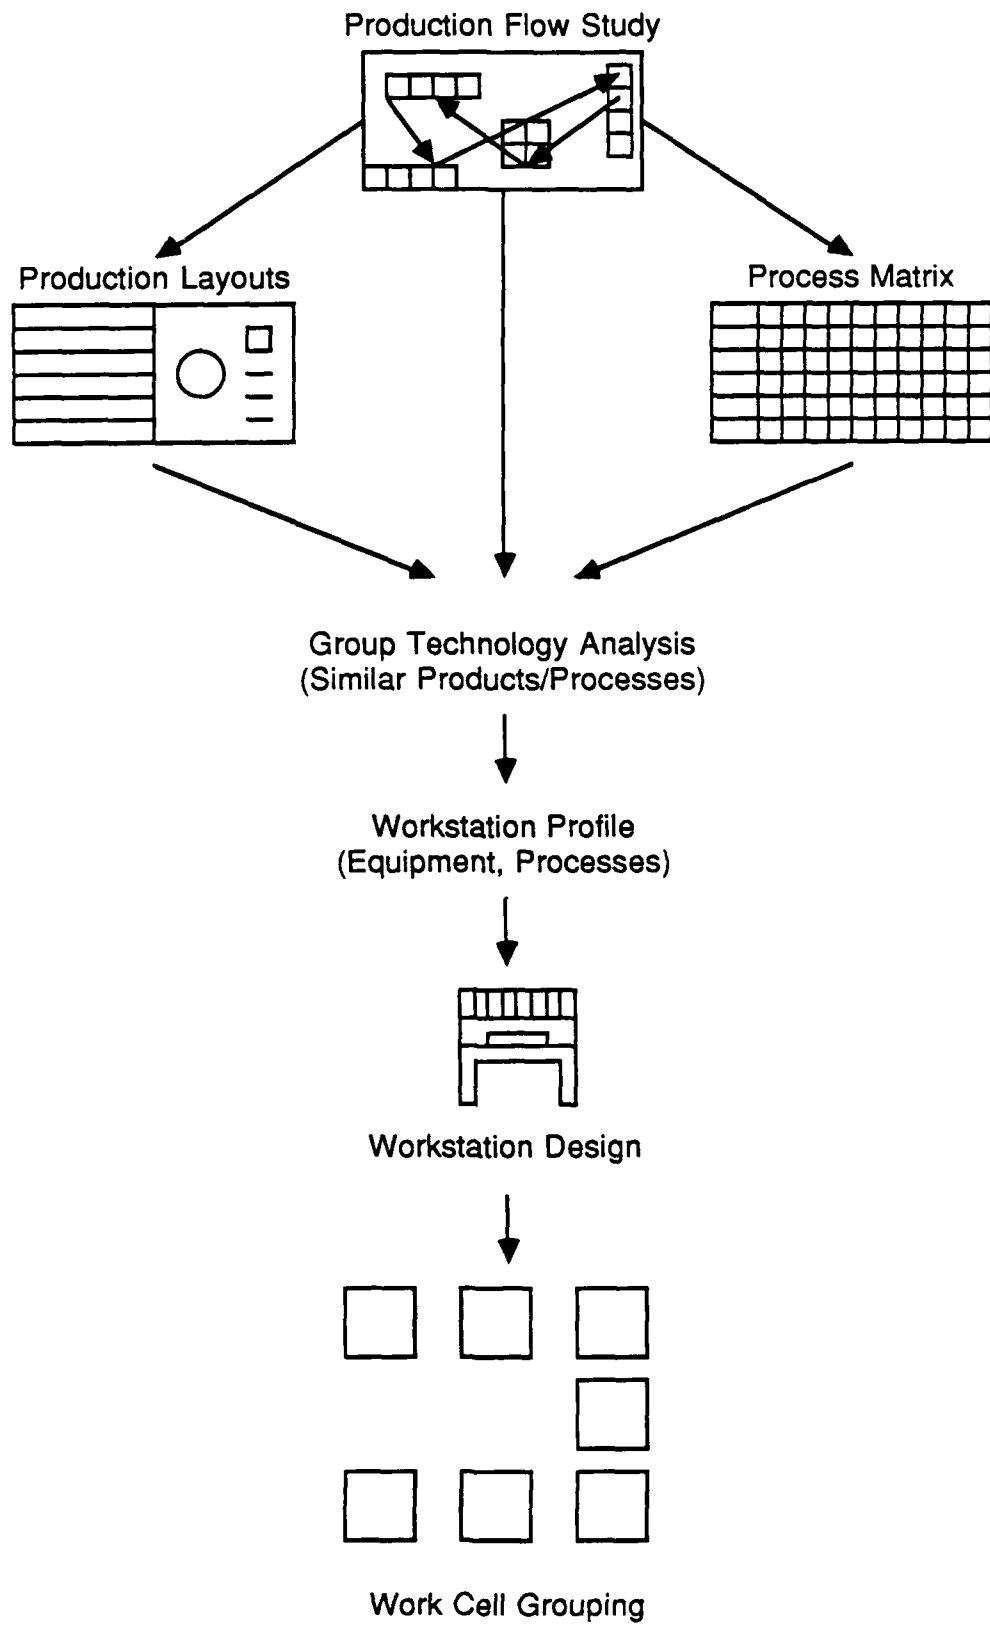 Production Flow Study
Production Layouts
Process Matrix
Group Technology Analysis
(Similar Products/Processes)
Workstation Profile
(Equipment, Processes)
Workstation Design
Work Cell Grouping